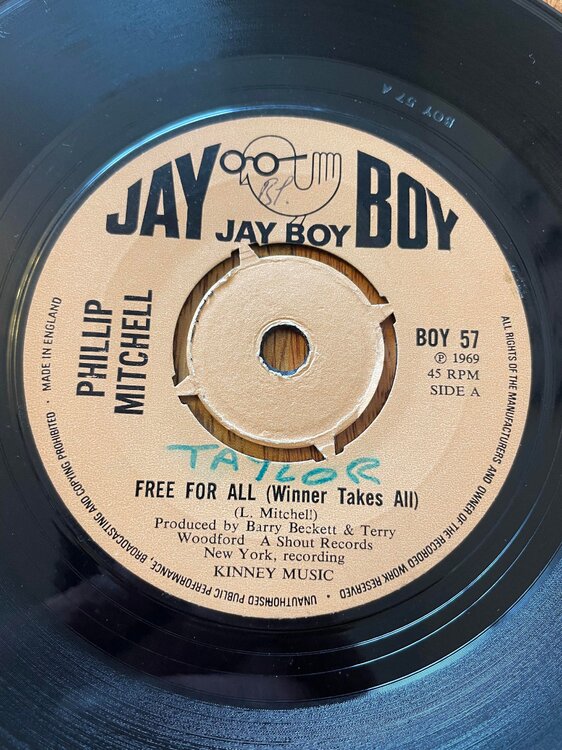 BOY 57 A
JAY BOY
JAY BOY
PHILLIP
MITCHELL
BOY 57
℗ 1969
45 RPM
SIDE A
TAYLOR
FREE FOR ALL (Winner Takes All)
(L. Mitchell)
Produced by Barry Beckett & Terry
Woodford A Shout Records
New York, recording
KINNEY MUSIC
ALL RIGHTS OF THE MANUFACTURERS AND OWNER OF THE RECORDED WORK RESERVED • UNAUTHORISED PUBLIC PERFORMANCE, BROADCASTING AND COPYING PROHIBITED • MADE IN ENGLAND